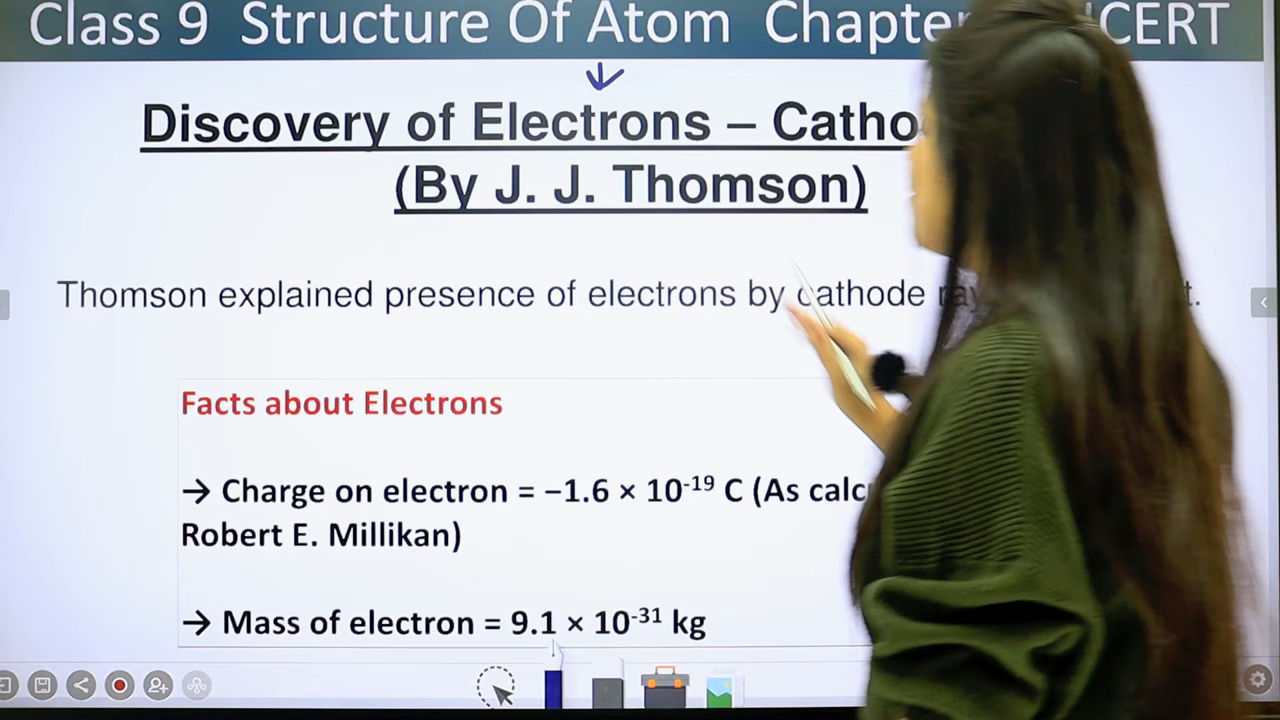 Class 9 Structure Of Atom Chapter CERT
Discovery of Electrons – Catho
(By J. J. Thomson)
Thomson explained presence of electrons by cathode ray t.
Facts about Electrons
→ Charge on electron = −1.6 × 10⁻¹⁹ C (As calc
Robert E. Millikan)
→ Mass of electron = 9.1 × 10⁻³¹ kg